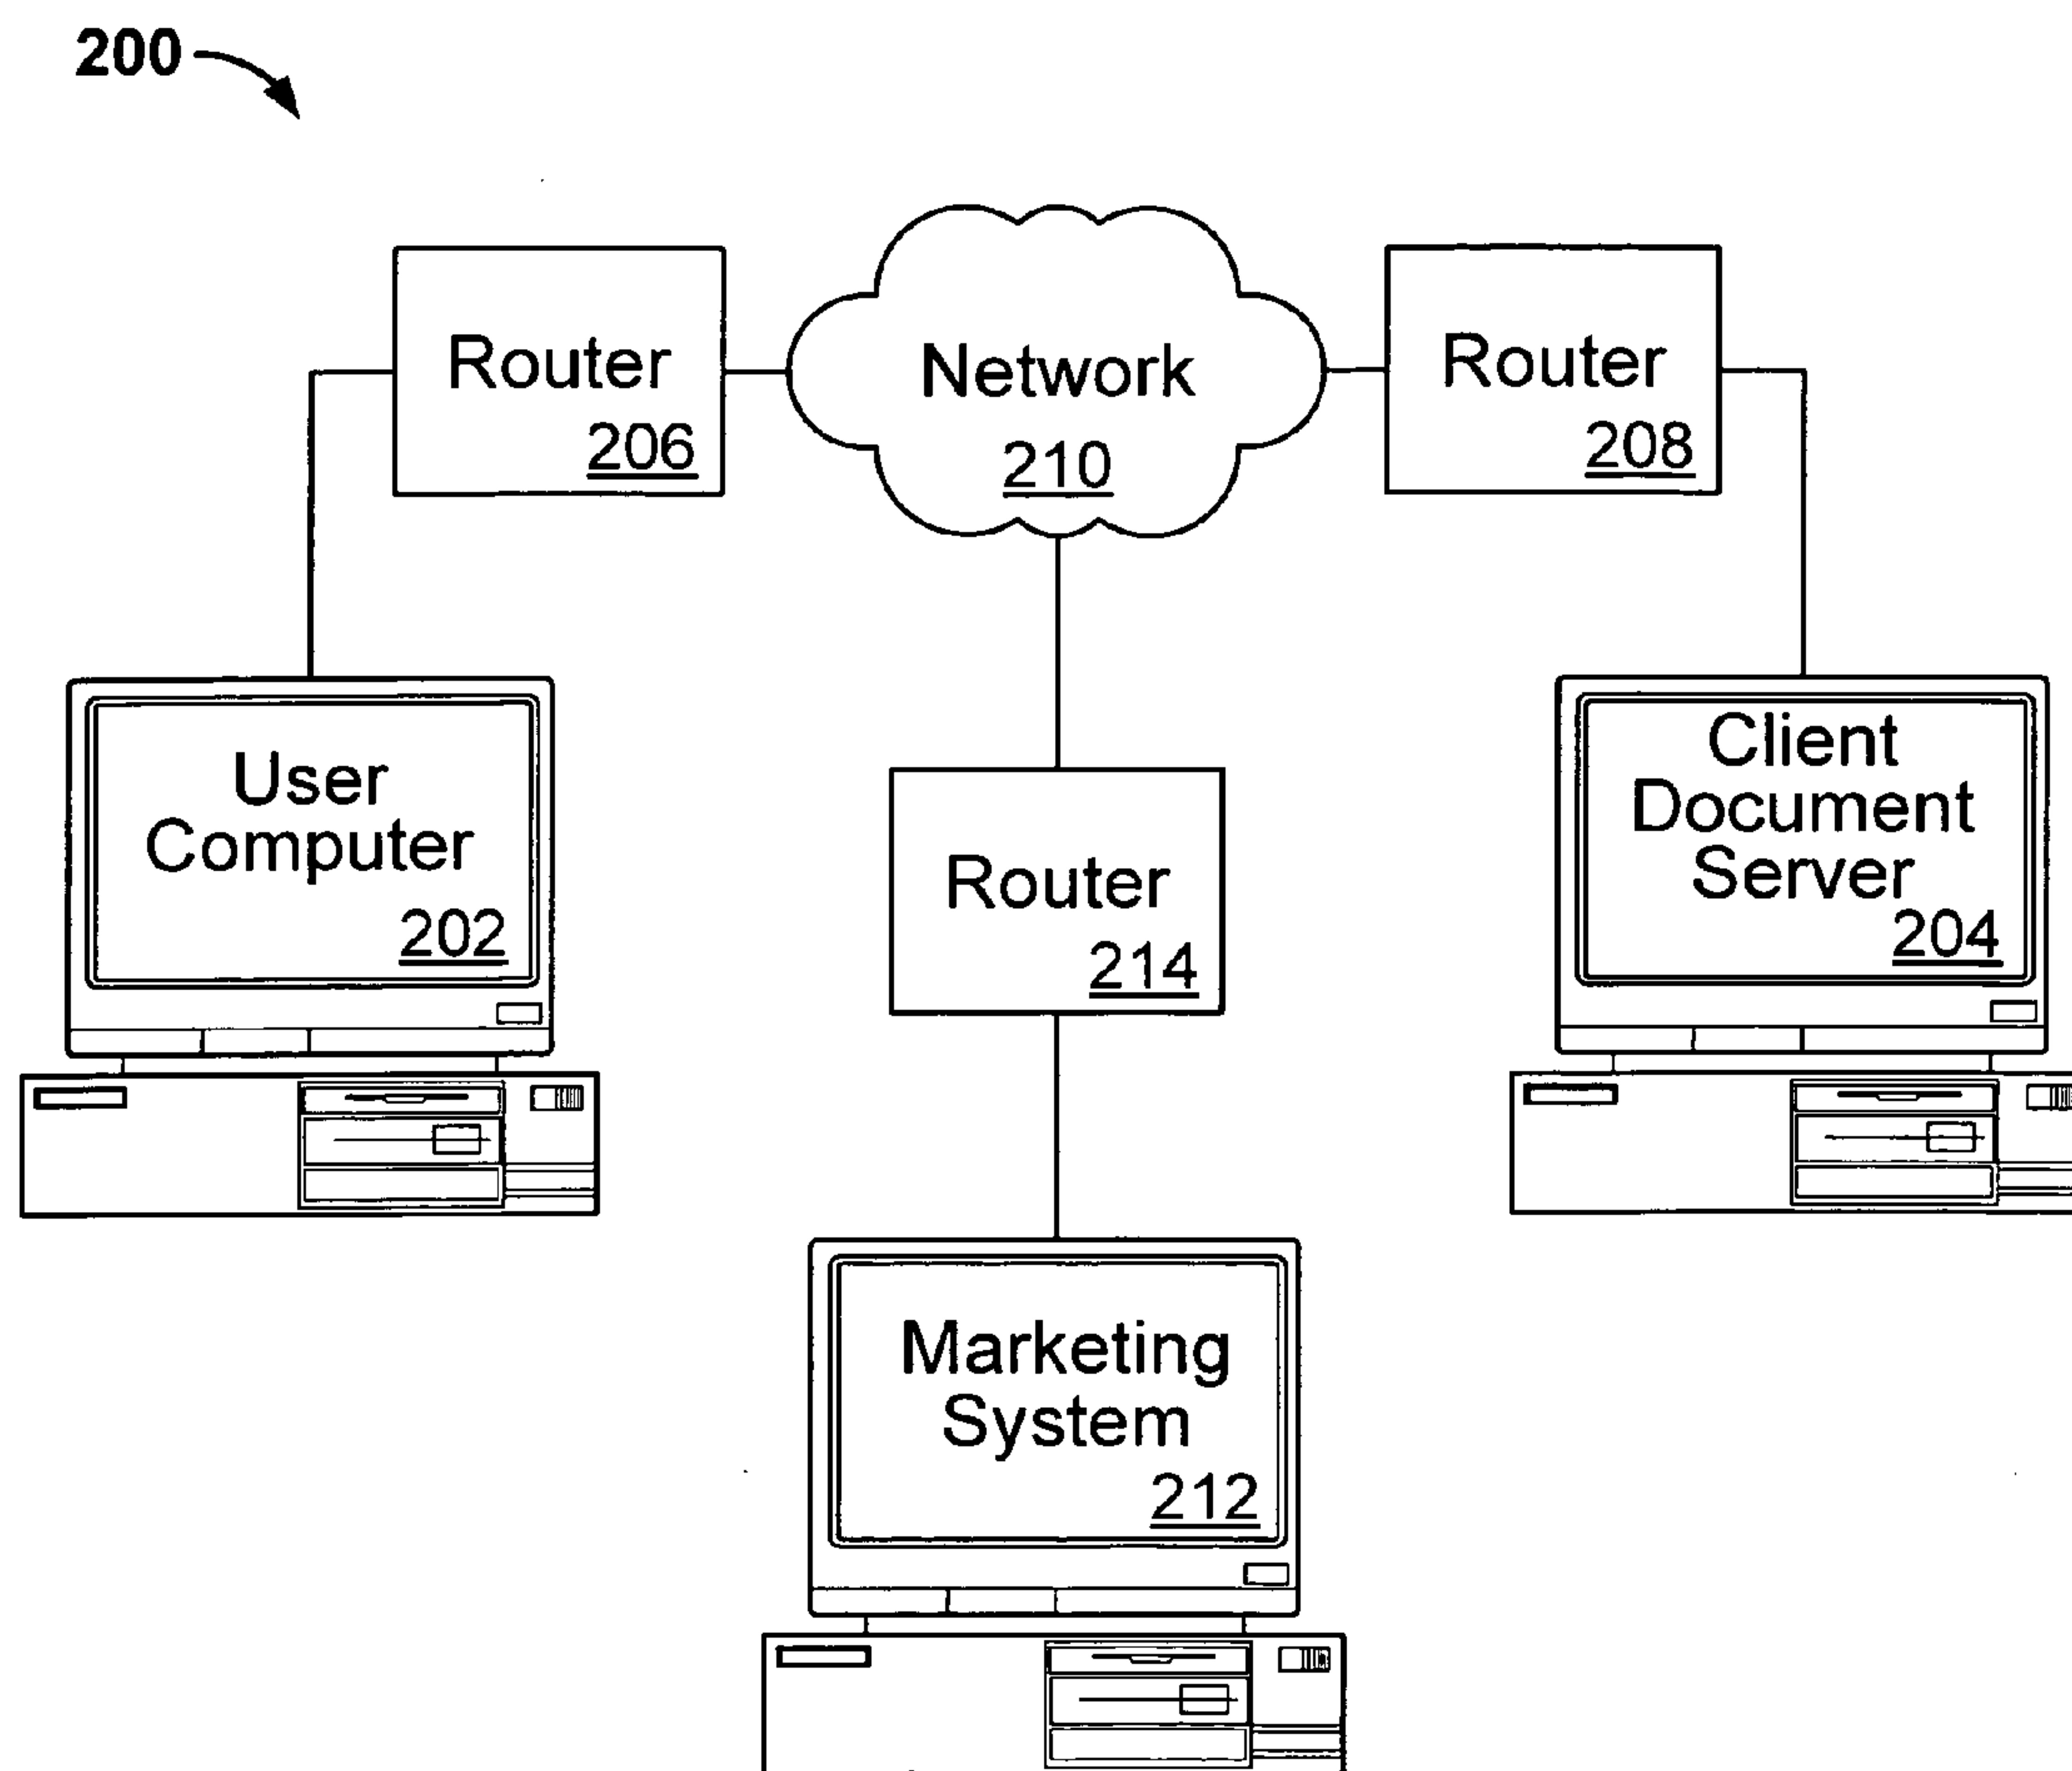 200
Router
206
Network
210
Router
208
User
Computer
202
Router
214
Client
Document
Server
204
Marketing
System
212